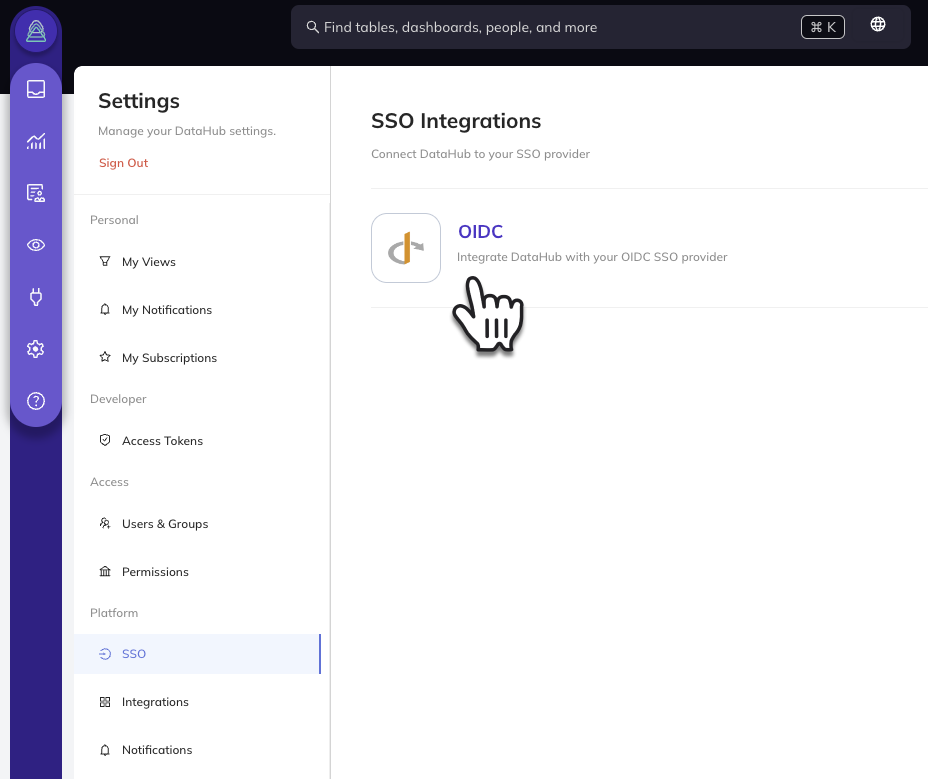 Find tables, dashboards, people, and more
⌘ K
Settings
Manage your DataHub settings.
Sign Out
Personal
My Views
My Notifications
My Subscriptions
Developer
Access Tokens
Access
Users & Groups
Permissions
Platform
SSO
Integrations
Notifications
SSO Integrations
Connect DataHub to your SSO provider
OIDC
Integrate DataHub with your OIDC SSO provider